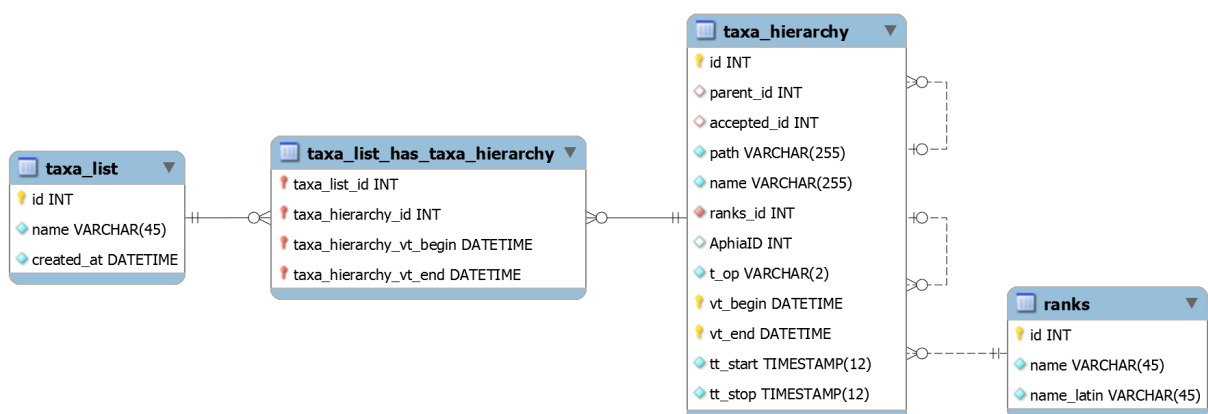 taxa_list
id INT
name VARCHAR(45)
created_at DATETIME
taxa_list_has_taxa_hierarchy
taxa_list_id INT
taxa_hierarchy_id INT
taxa_hierarchy_vt_begin DATETIME
taxa_hierarchy_vt_end DATETIME
taxa_hierarchy
id INT
parent_id INT
accepted_id INT
path VARCHAR(255)
name VARCHAR(255)
ranks_id INT
AphiaID INT
t_op VARCHAR(2)
vt_begin DATETIME
vt_end DATETIME
tt_start TIMESTAMP(12)
tt_stop TIMESTAMP(12)
ranks
id INT
name VARCHAR(45)
name_latin VARCHAR(45)